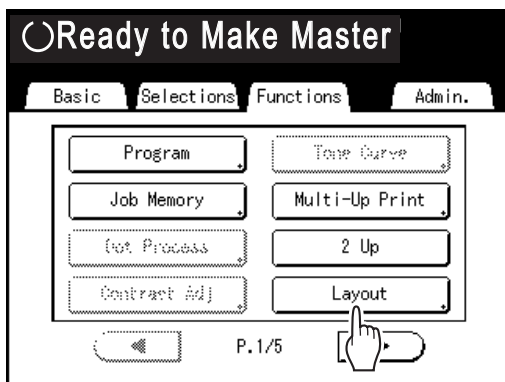 Ready to Make Master
Basic Selections Functions Admin.
Program Tone Curve
Job Memory Multi-Up Print
Dot Process 2 Up
Contrast Adj Layout
P.1/5